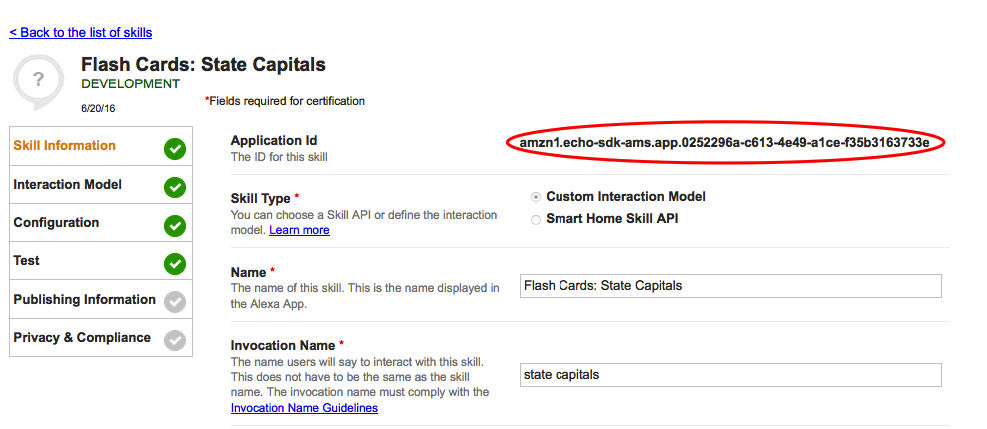 < Back to the list of skills
?
Flash Cards: State Capitals
DEVELOPMENT
6/20/16
*Fields required for certification
Skill Information
Interaction Model
Configuration
Test
Publishing Information
Privacy & Compliance
Application Id
The ID for this skill
amzn1.echo-sdk-ams.app.0252296a-c613-4e49-a1ce-f35b3163733e
Skill Type *
You can choose a Skill API or define the interaction
model. Learn more
Custom Interaction Model
Smart Home Skill API
Name *
The name of this skill. This is the name displayed in
the Alexa App.
Flash Cards: State Capitals
Invocation Name *
The name users will say to interact with this skill.
This does not have to be the same as the skill
name. The invocation name must comply with the
Invocation Name Guidelines
state capitals